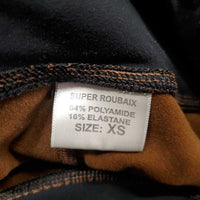 SUPER ROUBAIX
84% POLYAMIDE
16% ELASTANE
SIZE: XS